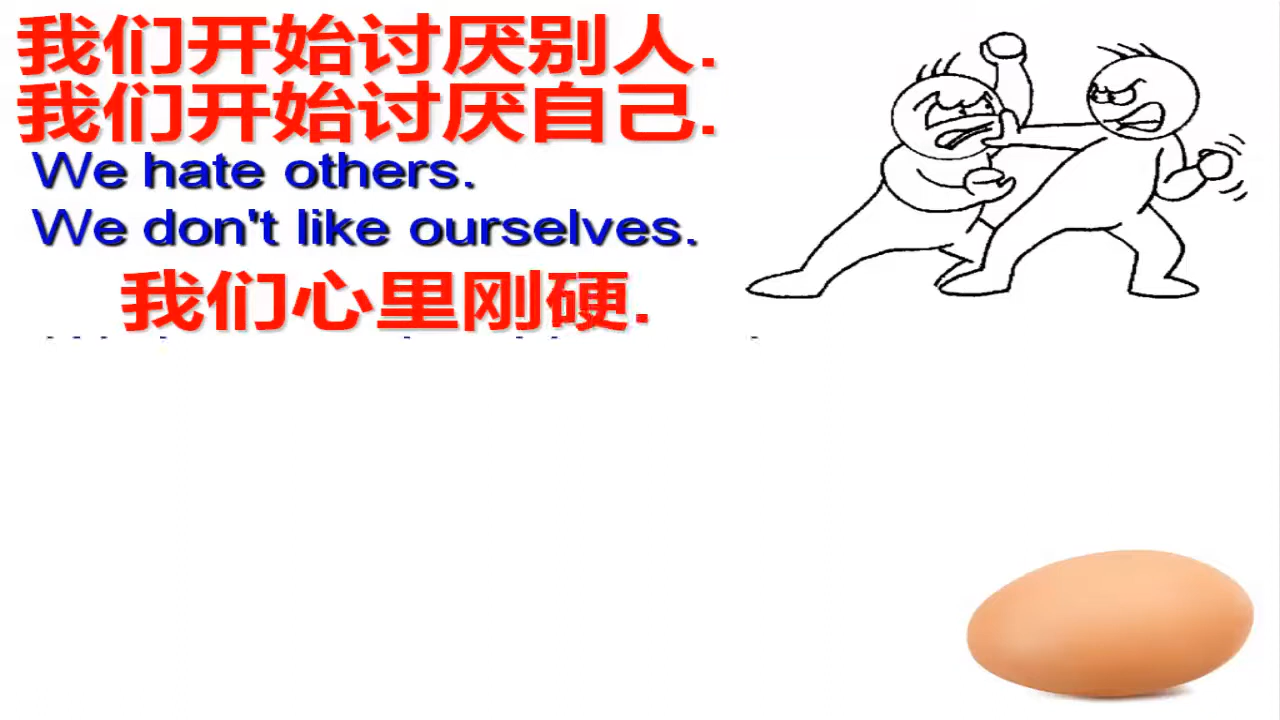 我们开始讨厌别人.
我们开始讨厌自己.
We hate others.
We don't like ourselves.
我们心里刚硬.